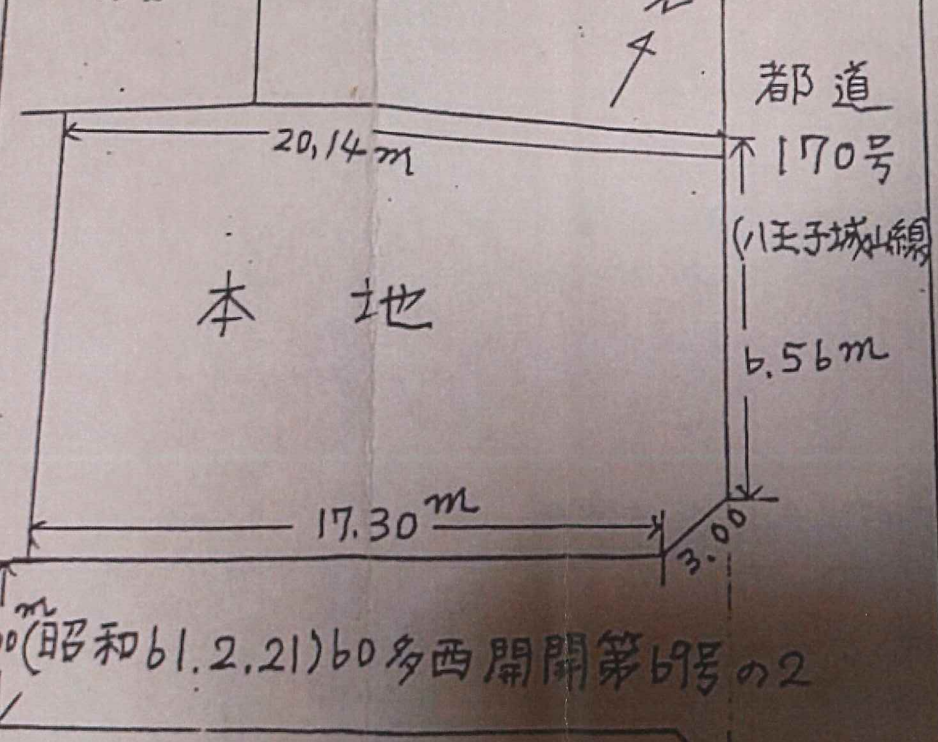 都道
20,14m
170号
(八王子城山線)
本地
6.56m
17.30m
3.00
m
00(昭和61.2.21)60多西開開第69号の2